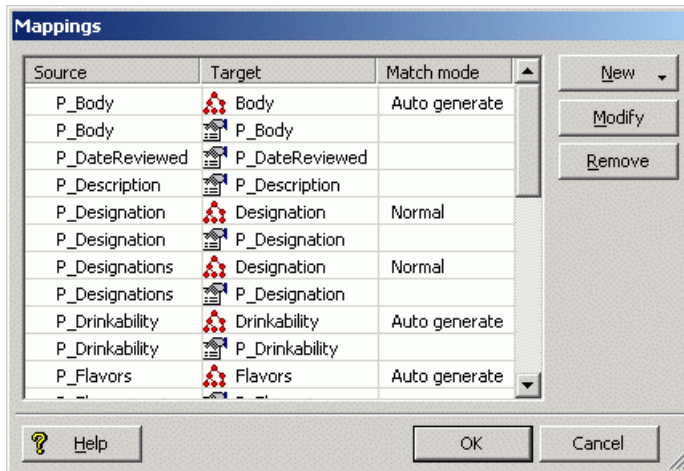 Mappings
Source Target Match mode
P_Body Body Auto generate
P_Body P_Body
P_DateReviewed P_DateReviewed
P_Description P_Description
P_Designation Designation Normal
P_Designation P_Designation
P_Designations Designation Normal
P_Designations P_Designation
P_Drinkability Drinkability Auto generate
P_Drinkability P_Drinkability
P_Flavors Flavors Auto generate
New
Modify
Remove
Help OK Cancel